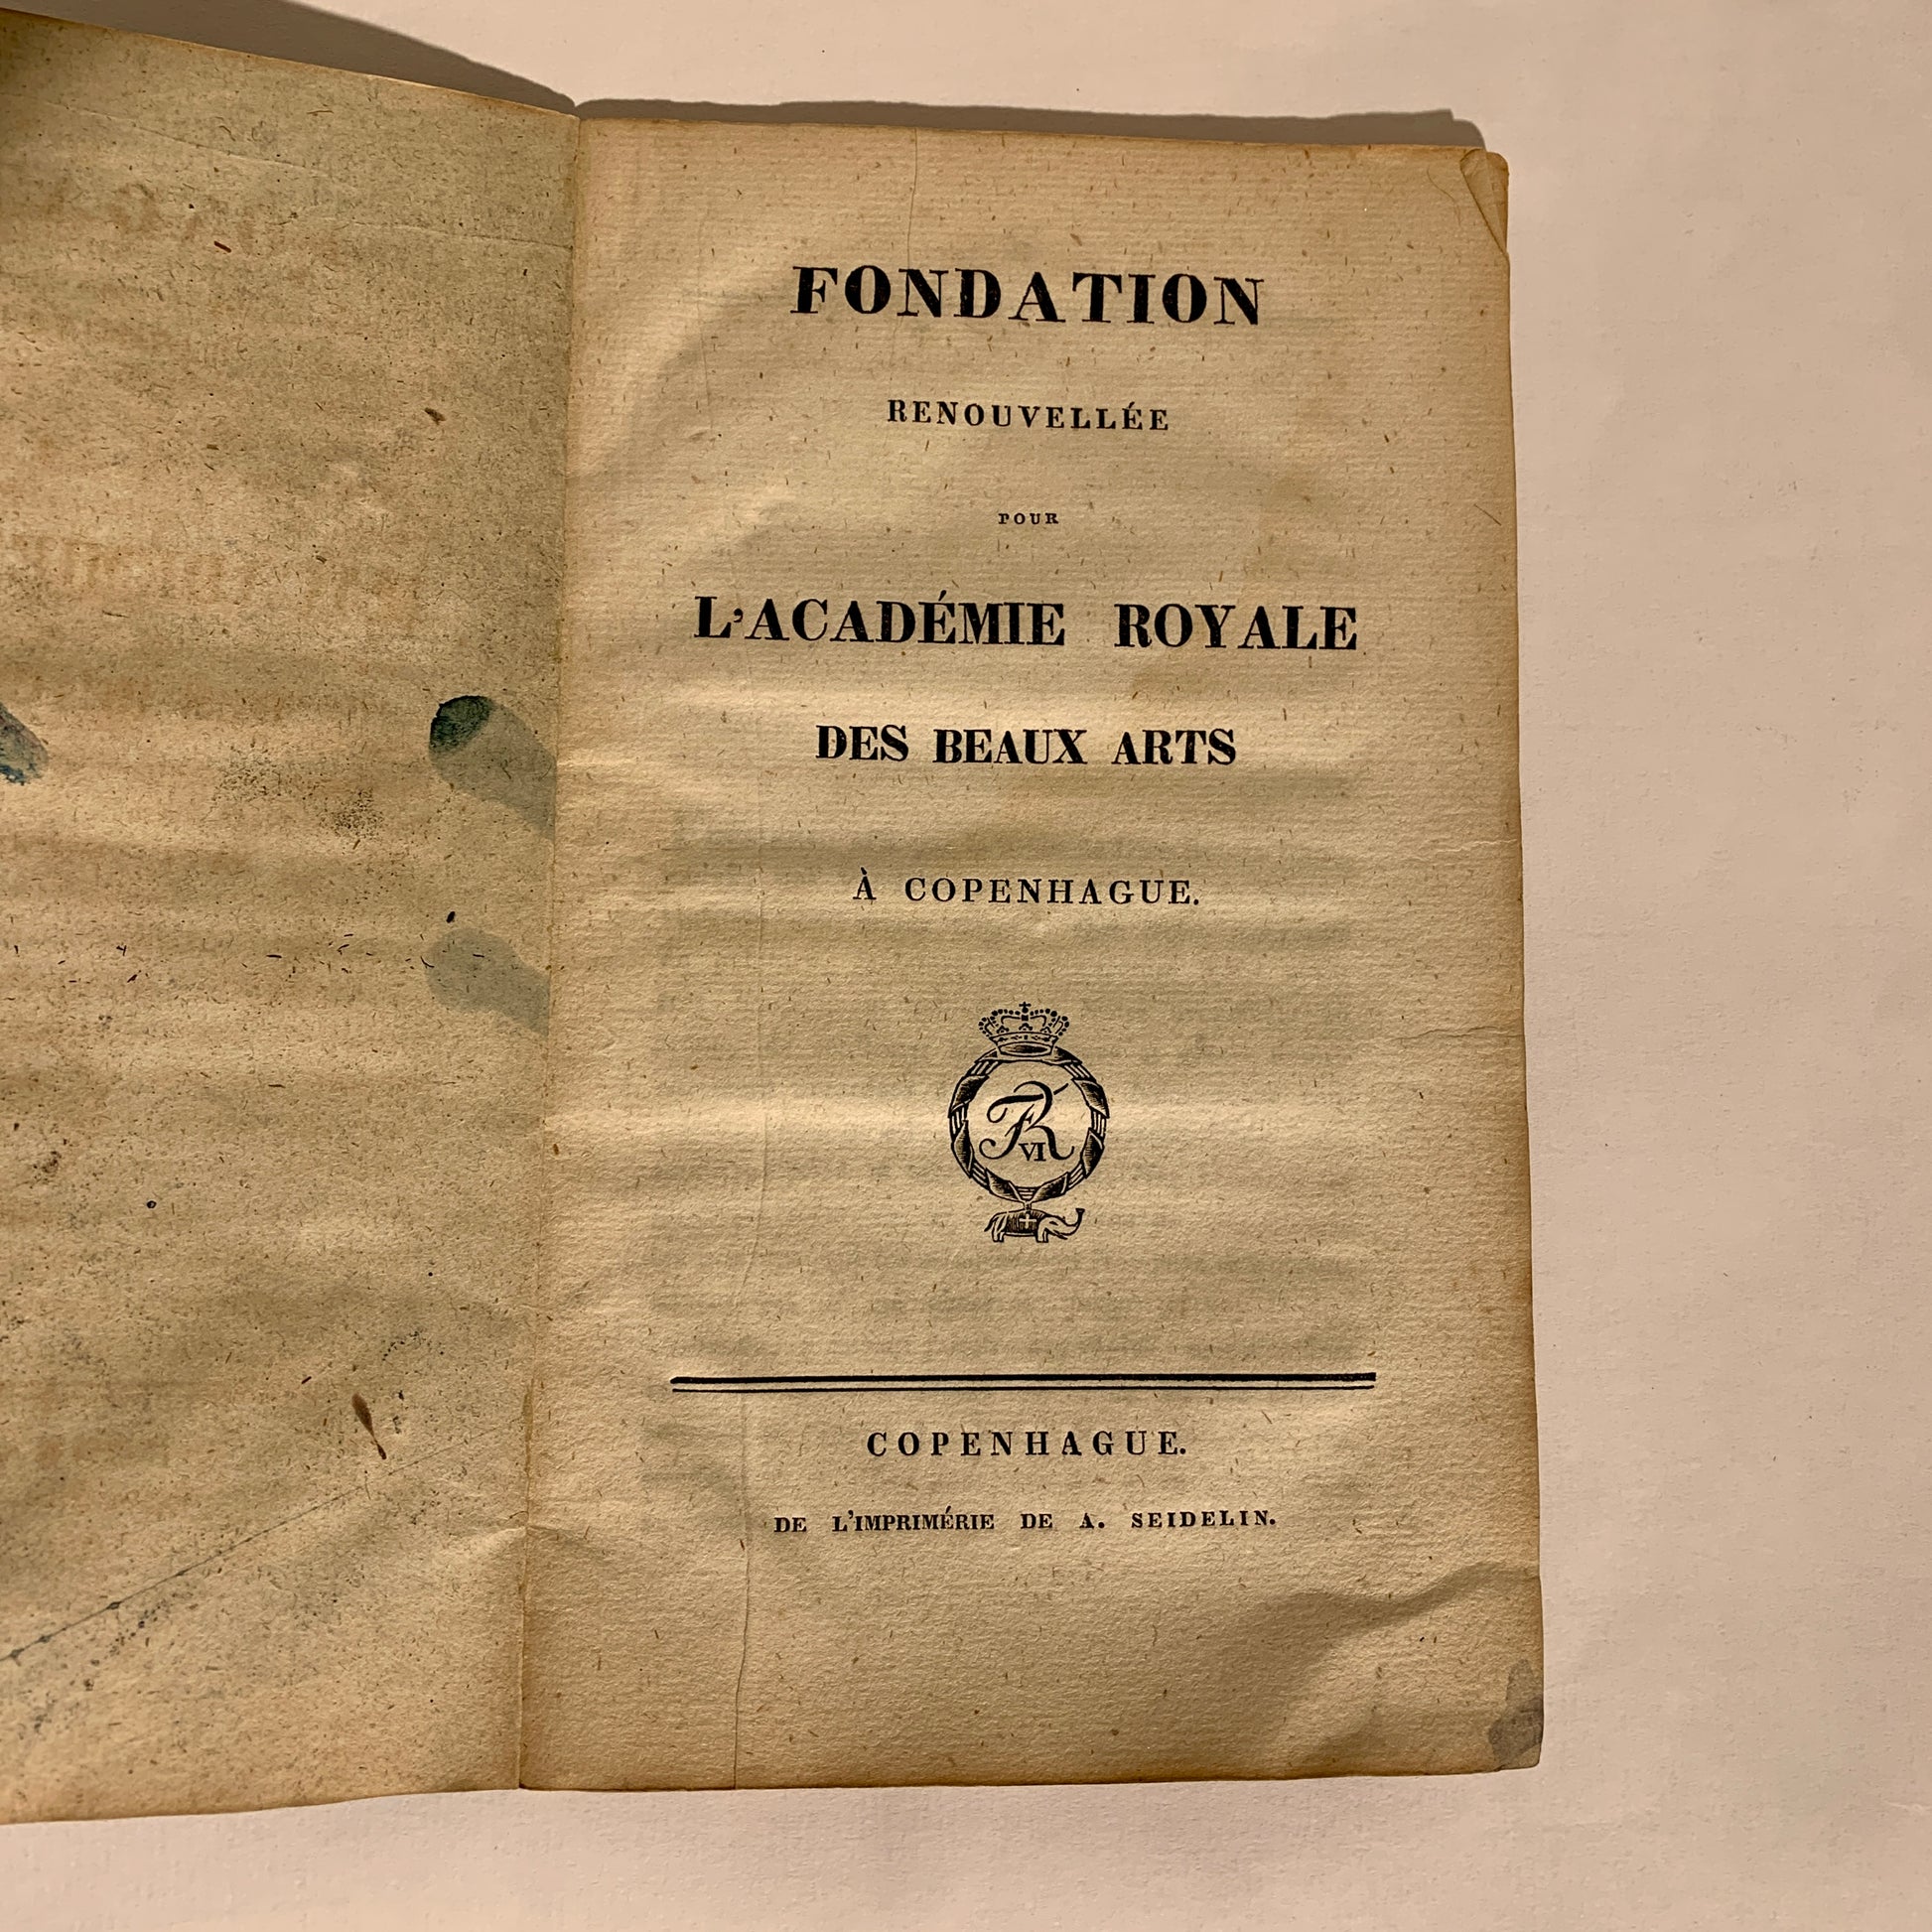 FONDATION
RENOUVELLÉE
POUR
L'ACADÉMIE ROYALE
DES BEAUX ARTS
À COPENHAGUE.
FR
VI
COPENHAGUE.
DE L'IMPRIMÉRIE DE A. SEIDELIN.